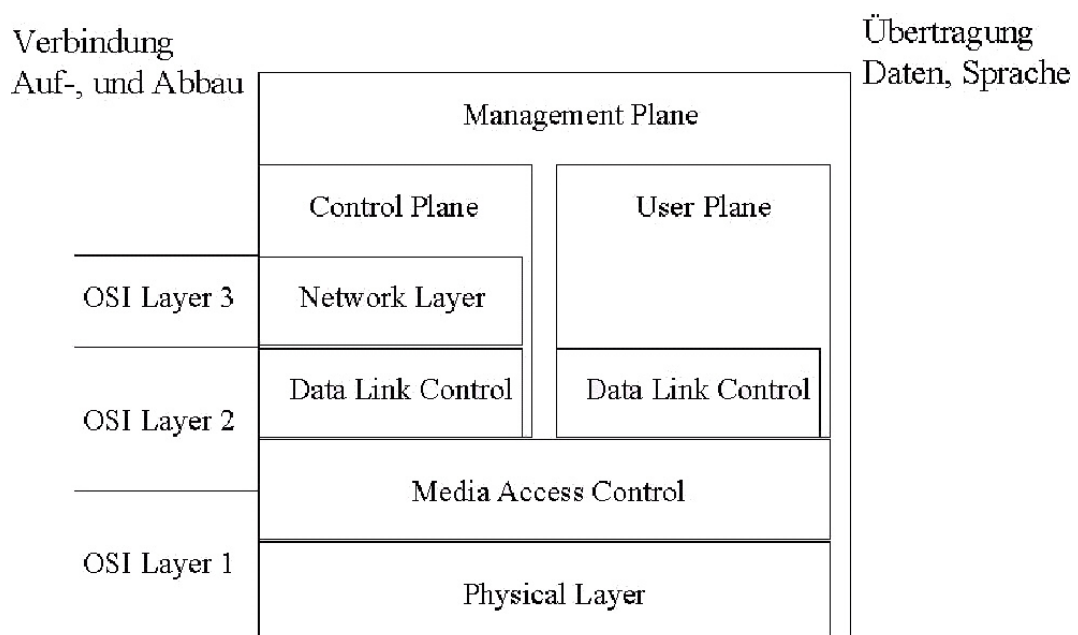 Verbindung
Auf-, und Abbau
Übertragung
Daten, Sprache
Management Plane
Control Plane
User Plane
OSI Layer 3
Network Layer
OSI Layer 2
Data Link Control
Data Link Control
Media Access Control
OSI Layer 1
Physical Layer